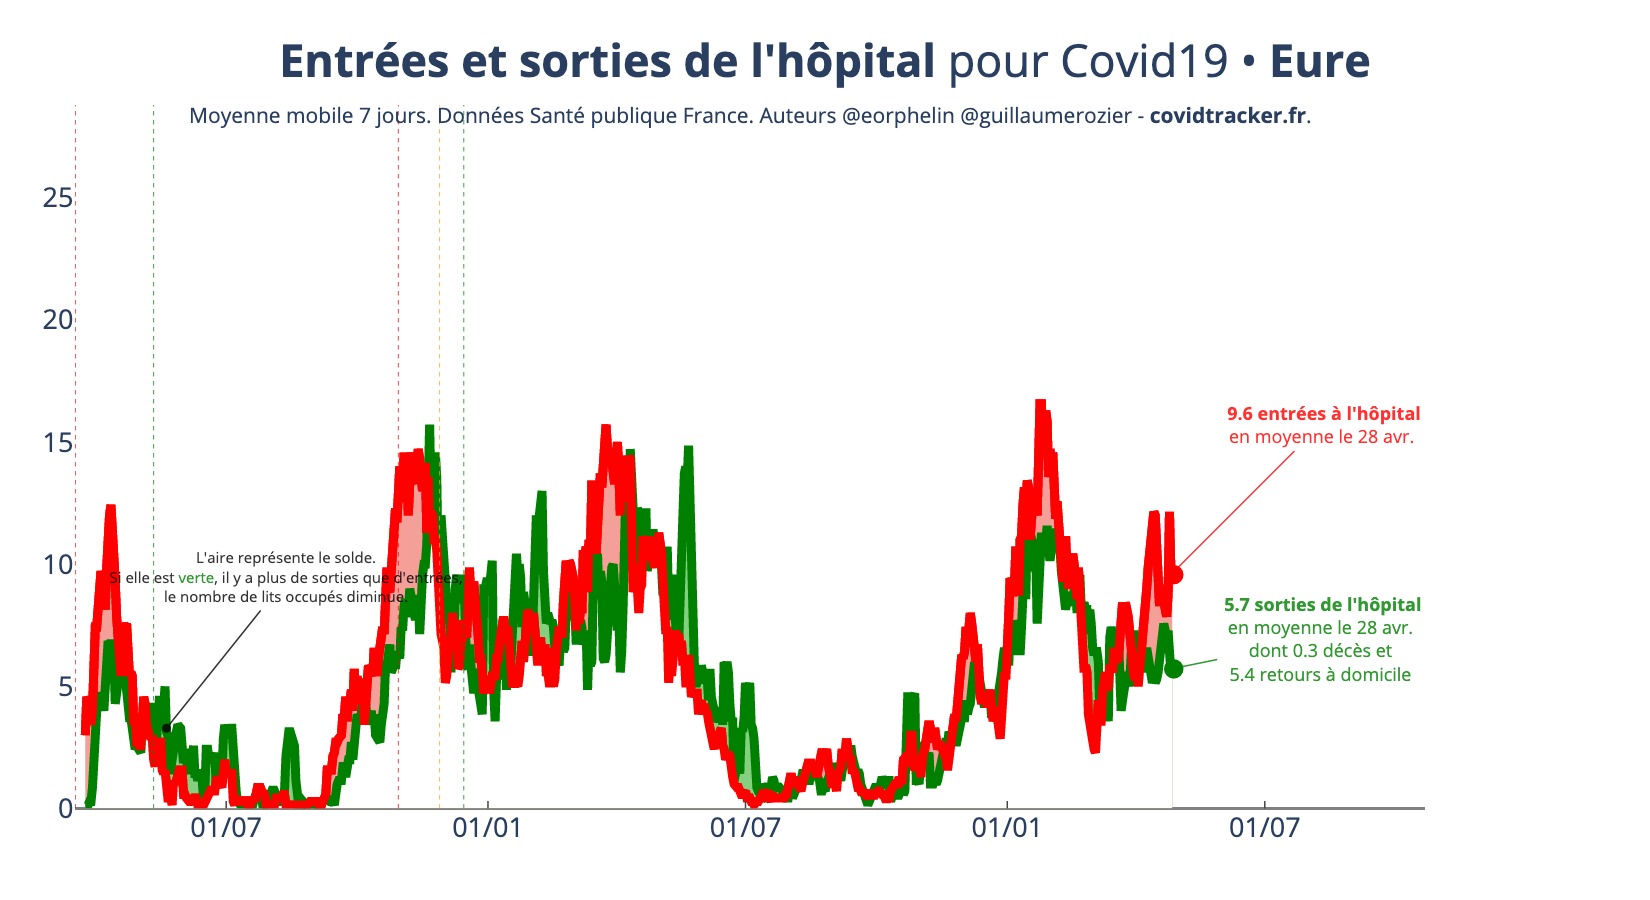 Entrées et sorties de l'hôpital pour Covid19 • Eure
Moyenne mobile 7 jours. Données Santé publique France. Auteurs @eorphelin @guillaumerozier - covidtracker.fr.
25
20
15
10
5
0
L'aire représente le solde.
Si elle est verte, il y a plus de sorties que d'entrées,
le nombre de lits occupés diminue.
9.6 entrées à l'hôpital
en moyenne le 28 avr.
5.7 sorties de l'hôpital
en moyenne le 28 avr.
dont 0.3 décès et
5.4 retours à domicile
01/07
01/01
01/07
01/01
01/07